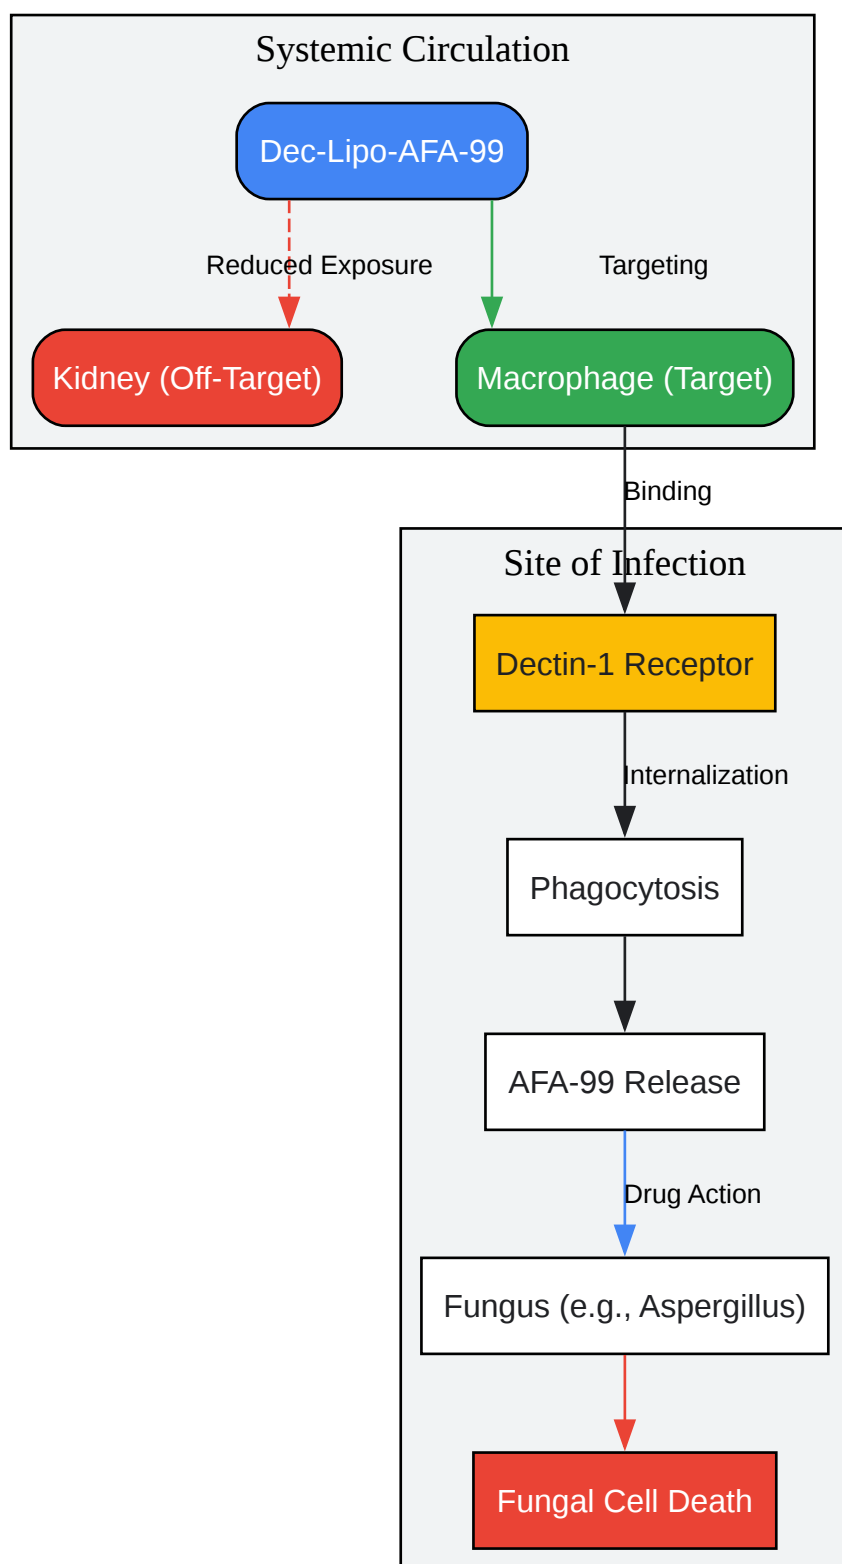 Systemic Circulation
Dec-Lipo-AFA-99
Reduced Exposure
Targeting
Kidney (Off-Target)
Macrophage (Target)
Binding
Site of Infection
Dectin-1 Receptor
Internalization
Phagocytosis
AFA-99 Release
Drug Action
Fungus (e.g., Aspergillus)
Fungal Cell Death